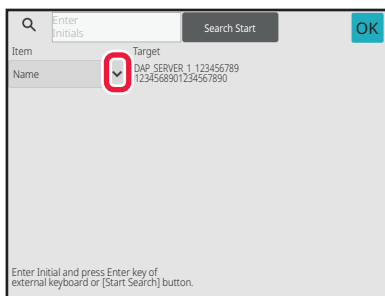 Enter
Initials
Search Start
OK
Item
Target
Name
DAP_SERVER_1_123456789
1234568901234567890
Enter Initial and press Enter key of
external keyboard or [Start Search] button.